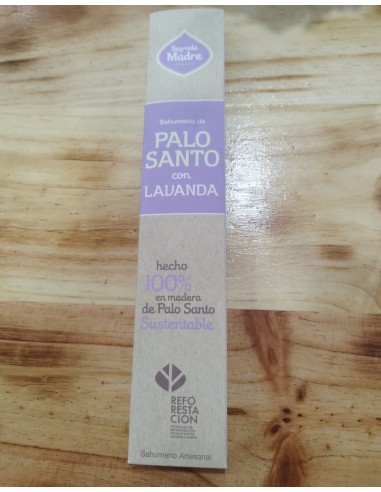 Sagrada
Madre
Sahumerio de
PALO
SANTO
con
LAVANDA
hecho
100%
en madera
de Palo Santo
Sustentable
REFO
RESTA
CIÓN
Sahumerio Artesanal